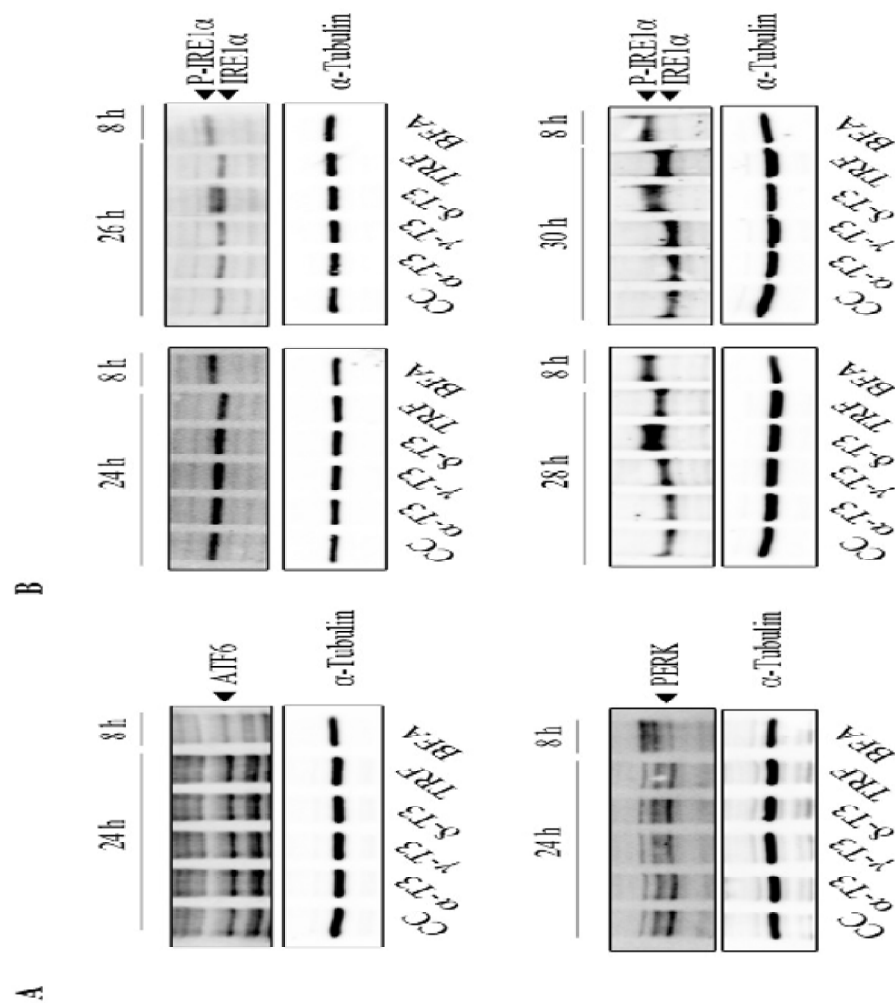 A
24 h 8 h
ATF6
α-Tubulin
CC α-T3 γ-T3 δ-T3 TRF BFA
24 h 8 h
PERK
α-Tubulin
CC α-T3 γ-T3 δ-T3 TRF BFA
B
24 h 8 h 26 h 8 h
P-IRE1α
IRE1α
α-Tubulin
CC α-T3 γ-T3 δ-T3 TRF BFA CC α-T3 γ-T3 δ-T3 TRF BFA
28 h 8 h 30 h 8 h
P-IRE1α
IRE1α
α-Tubulin
CC α-T3 γ-T3 δ-T3 TRF BFA CC α-T3 γ-T3 δ-T3 TRF BFA